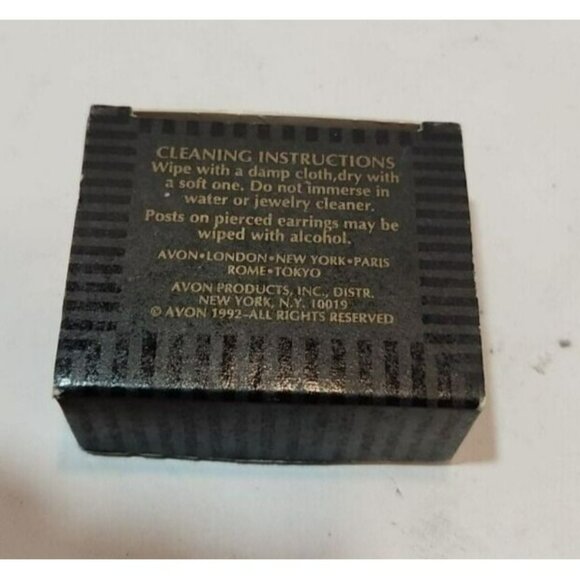 CLEANING INSTRUCTIONS
Wipe with a damp cloth,dry with
a soft one. Do not immerse in
water or jewelry cleaner.
Posts on pierced earrings may be
wiped with alcohol.
AVON•LONDON•NEW YORK•PARIS
ROME•TOKYO
AVON PRODUCTS, INC., DISTR.
NEW YORK, N.Y. 10019
© AVON 1992–ALL RIGHTS RESERVED